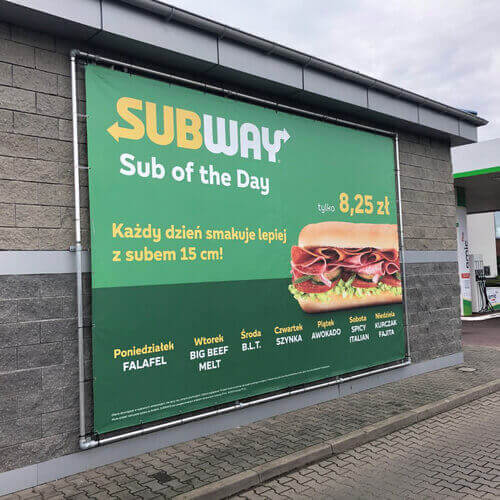 SUBWAY
Sub of the Day
tylko 8,25 zł
Każdy dzień smakuje lepiej
z subem 15 cm!
Poniedziałek
FALAFEL
Wtorek
BIG BEEF
MELT
Środa
B.L.T.
Czwartek
SZYNKA
Piątek
AWOKADO
Sobota
SPICY
ITALIAN
Niedziela
KURCZAK
FAJITA
amic